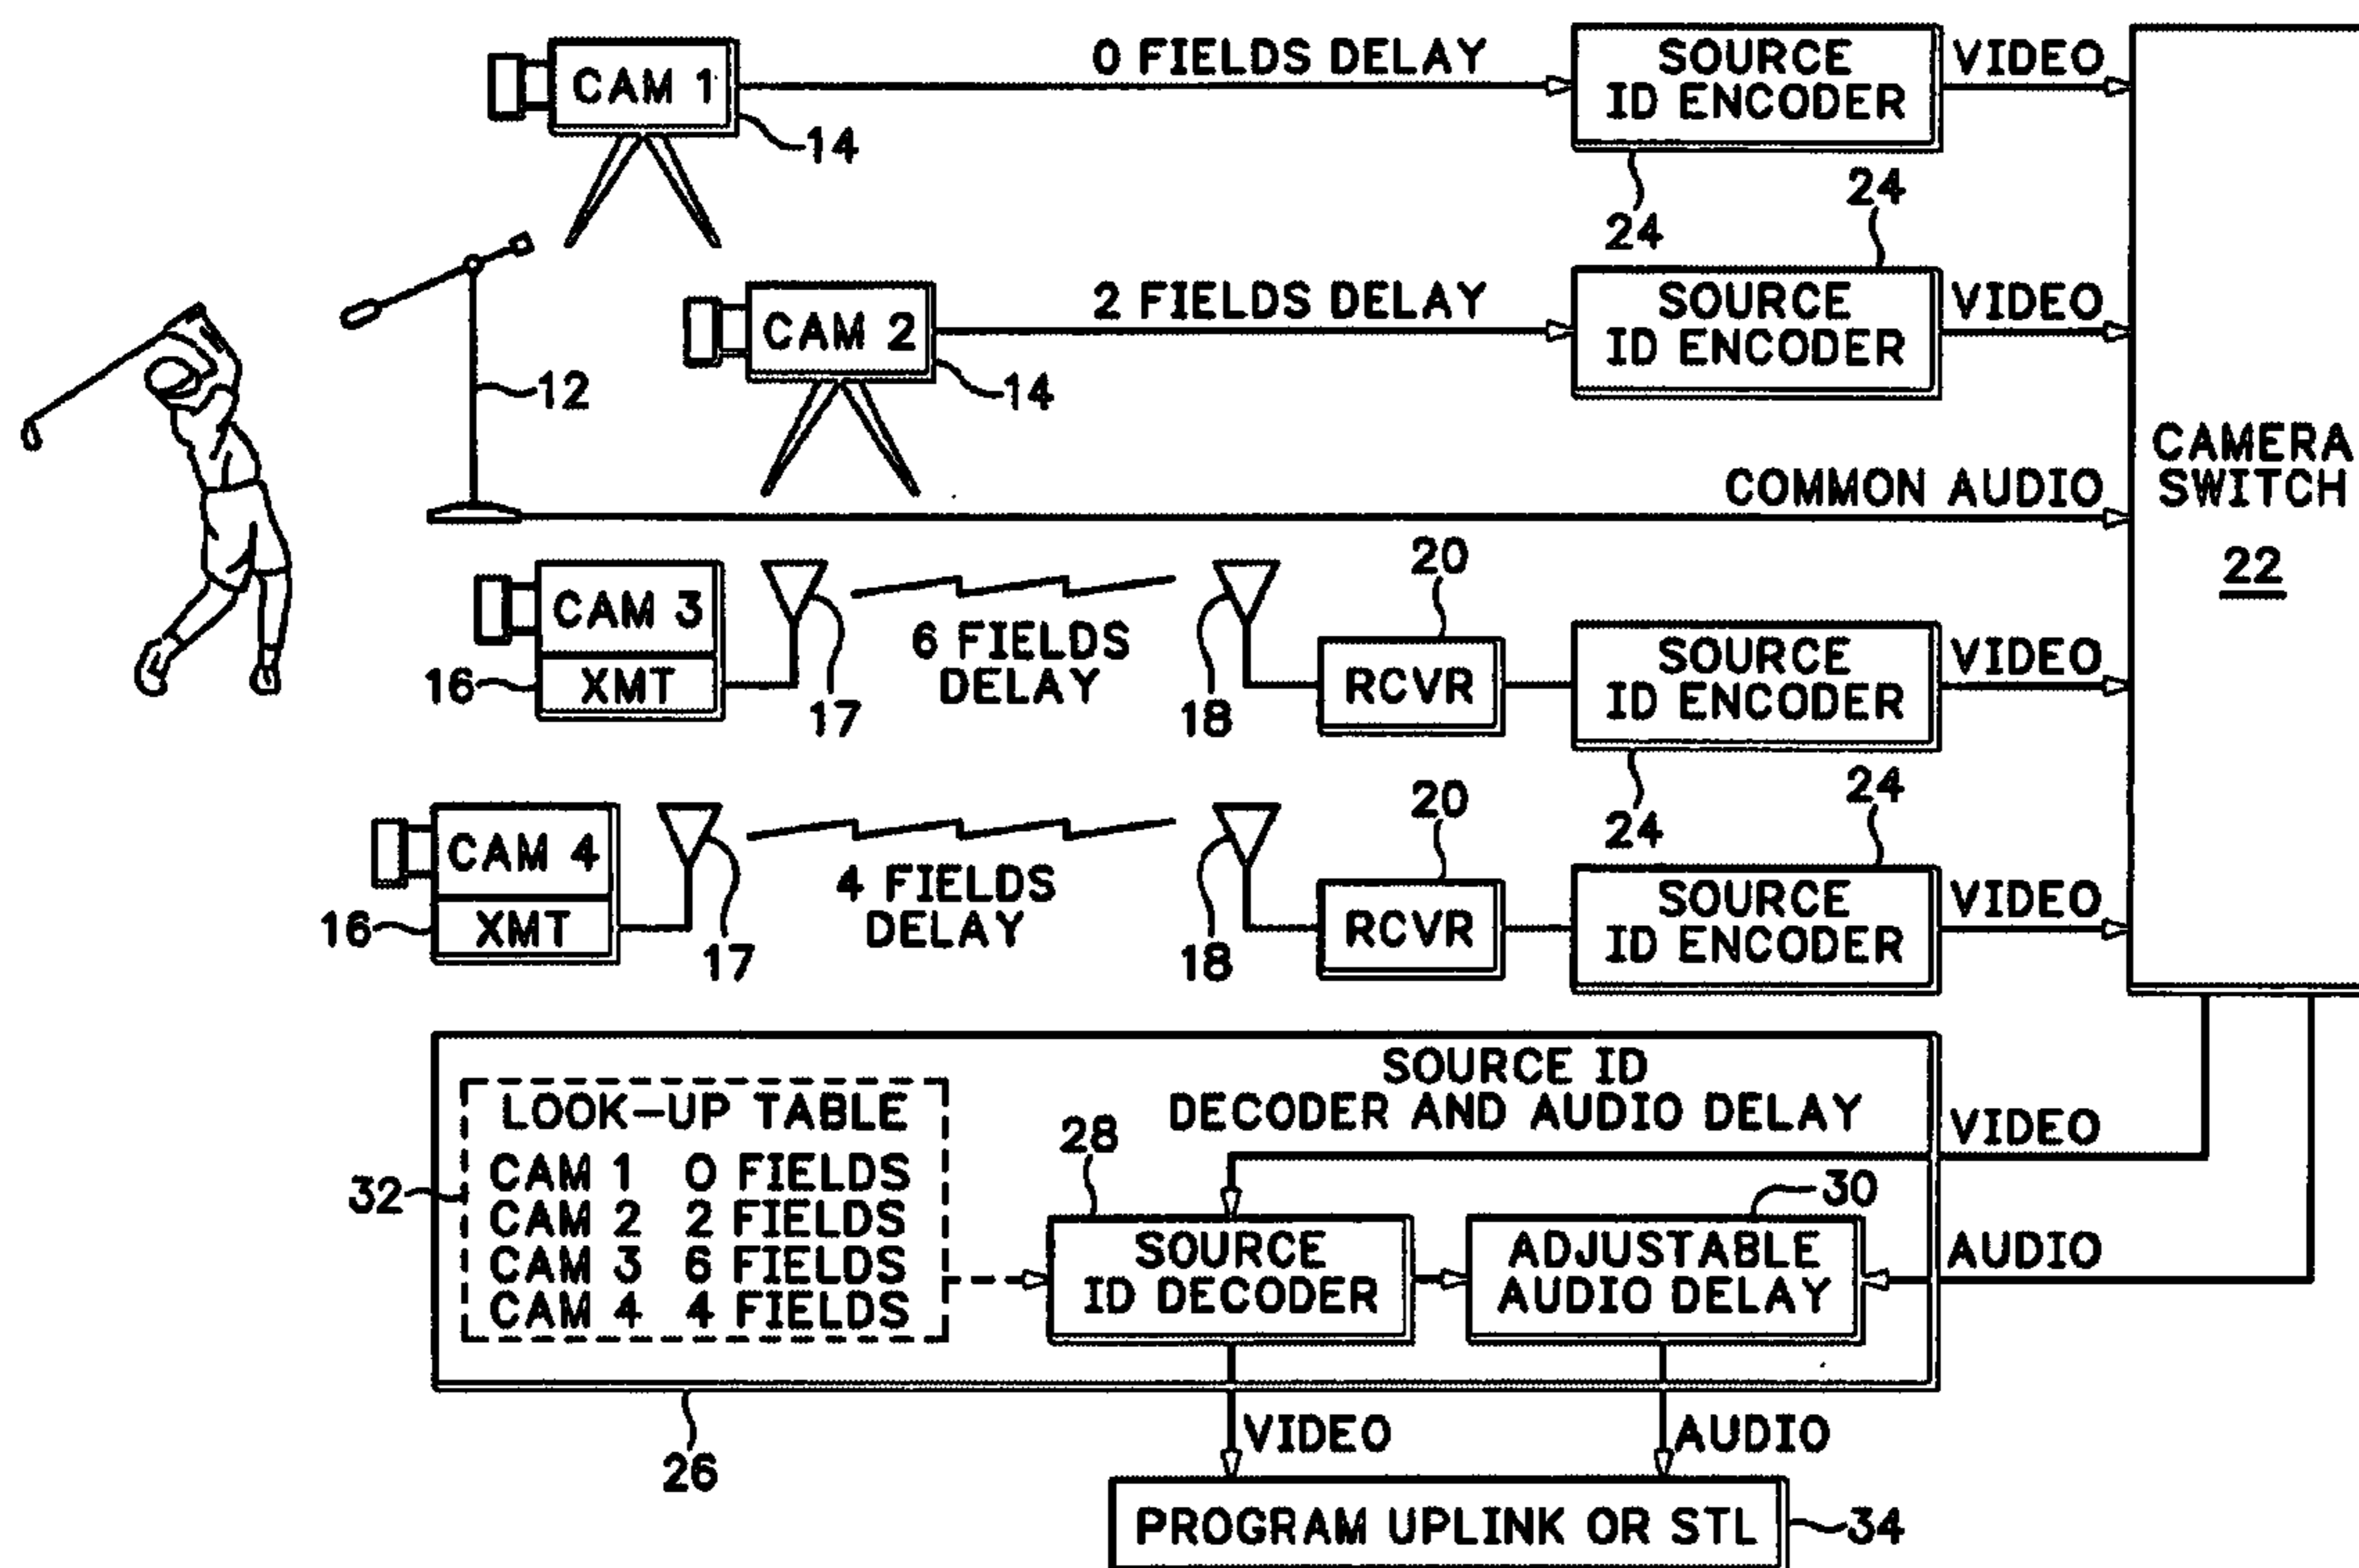 CAM 1
0 FIELDS DELAY
SOURCE
ID ENCODER
VIDEO
14
24
24
CAM 2
2 FIELDS DELAY
SOURCE
ID ENCODER
VIDEO
12
14
CAMERA
SWITCH
22
COMMON AUDIO
CAM 3
XMT
16
17
6 FIELDS
DELAY
18
20
RCVR
SOURCE
ID ENCODER
VIDEO
24
24
CAM 4
XMT
16
17
4 FIELDS
DELAY
18
20
RCVR
SOURCE
ID ENCODER
VIDEO
SOURCE ID
DECODER AND AUDIO DELAY
VIDEO
LOOK-UP TABLE
CAM 1 0 FIELDS
CAM 2 2 FIELDS
CAM 3 6 FIELDS
CAM 4 4 FIELDS
32
28
SOURCE
ID DECODER
30
ADJUSTABLE
AUDIO DELAY
AUDIO
26
VIDEO
AUDIO
PROGRAM UPLINK OR STL
34